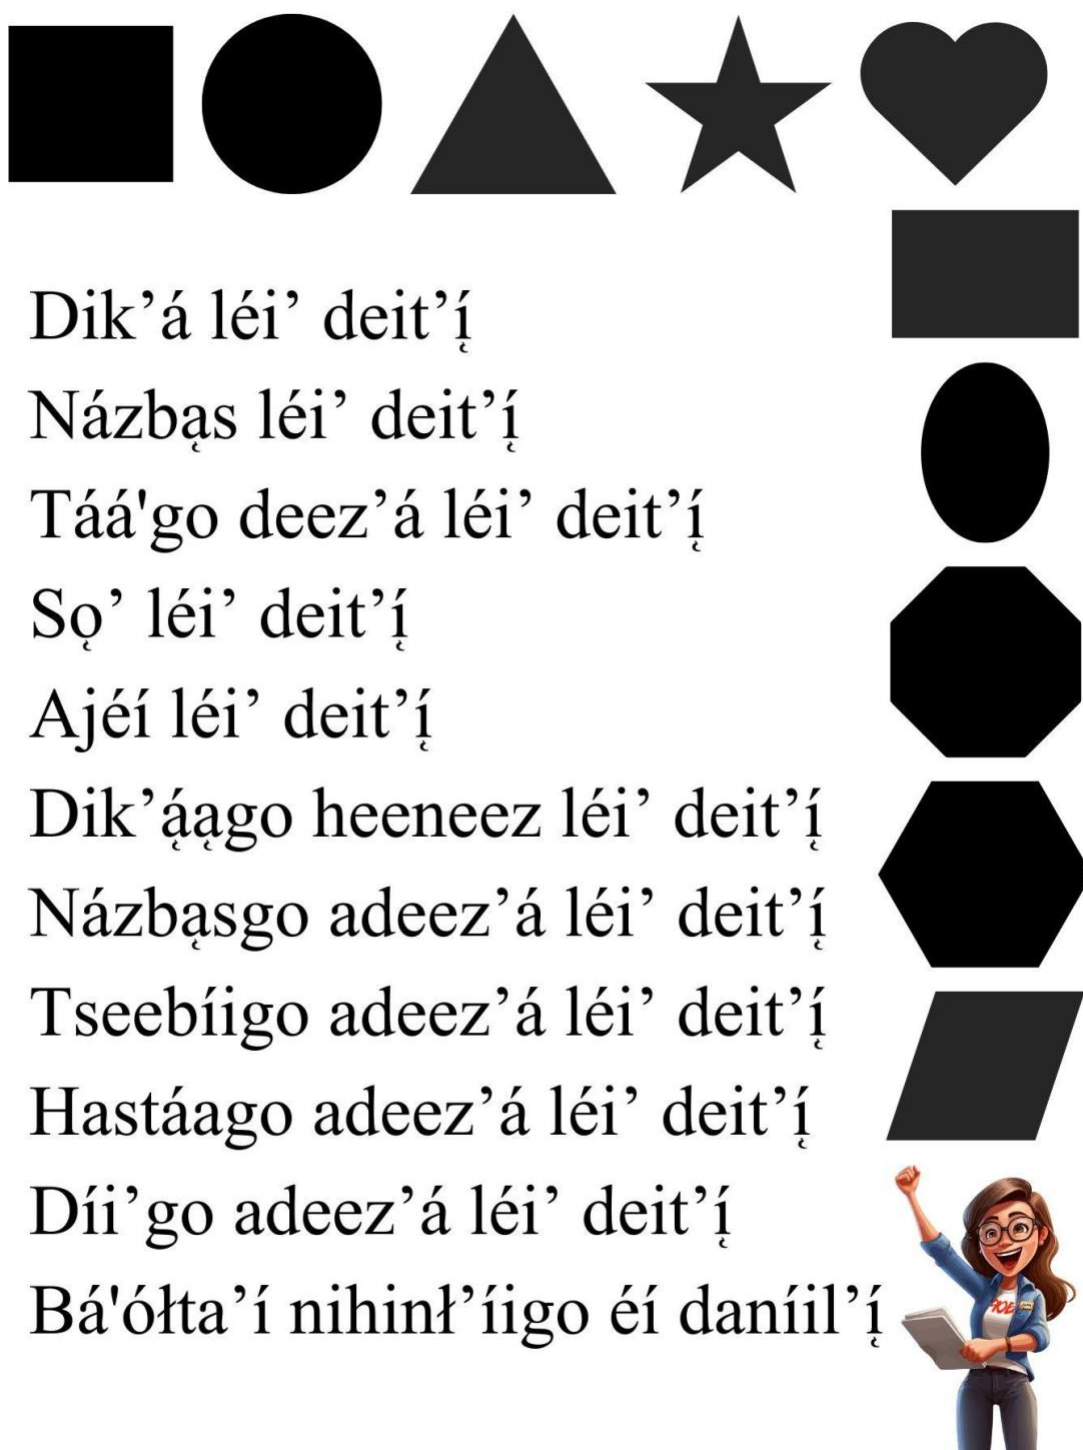 Dik’á léi’ deit’į́
Názbąs léi’ deit’į́
Táá'go deez’á léi’ deit’į́
Sǫ’ léi’ deit’į́
Ajéí léi’ deit’į́
Dik’ą́ągo heeneez léi’ deit’į́
Názbąsgo adeez’á léi’ deit’į́
Tseebíigo adeez’á léi’ deit’į́
Hastáago adeez’á léi’ deit’į́
Díi’go adeez’á léi’ deit’į́
Bá'ółta’í nihinł’íigo éí daníil’į́